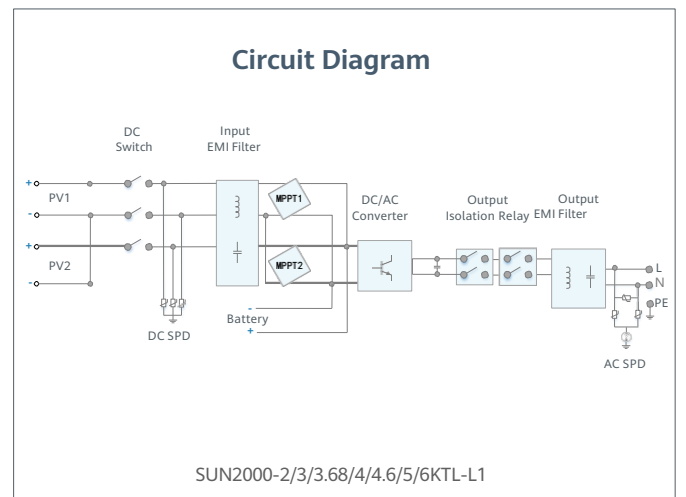 Circuit Diagram
DC
Switch
Input
EMI Filter
DC/AC
Converter
Output
Isolation Relay
Output
EMI Filter
+
PV1
-
+
PV2
-
MPPT1
MPPT2
-
Battery
+
DC SPD
L
N
PE
AC SPD
SUN2000-2/3/3.68/4/4.6/5/6KTL-L1